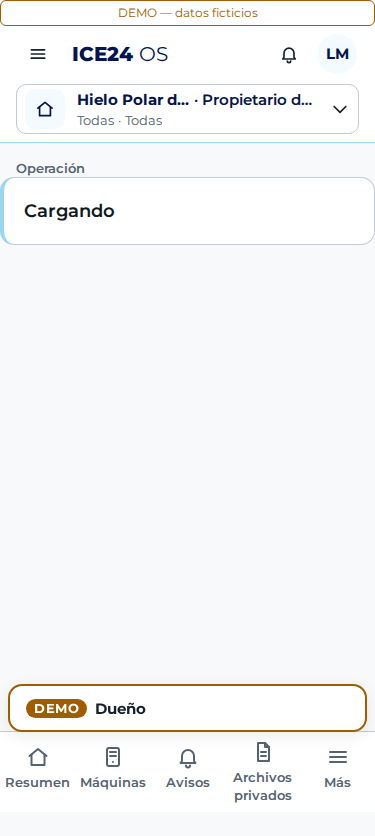 DEMO — datos ficticios
ICE24 OS
LM
Hielo Polar d... · Propietario d...
Todas · Todas
Operación
Cargando
DEMO Dueño
Resumen
Máquinas
Avisos
Archivos
privados
Más